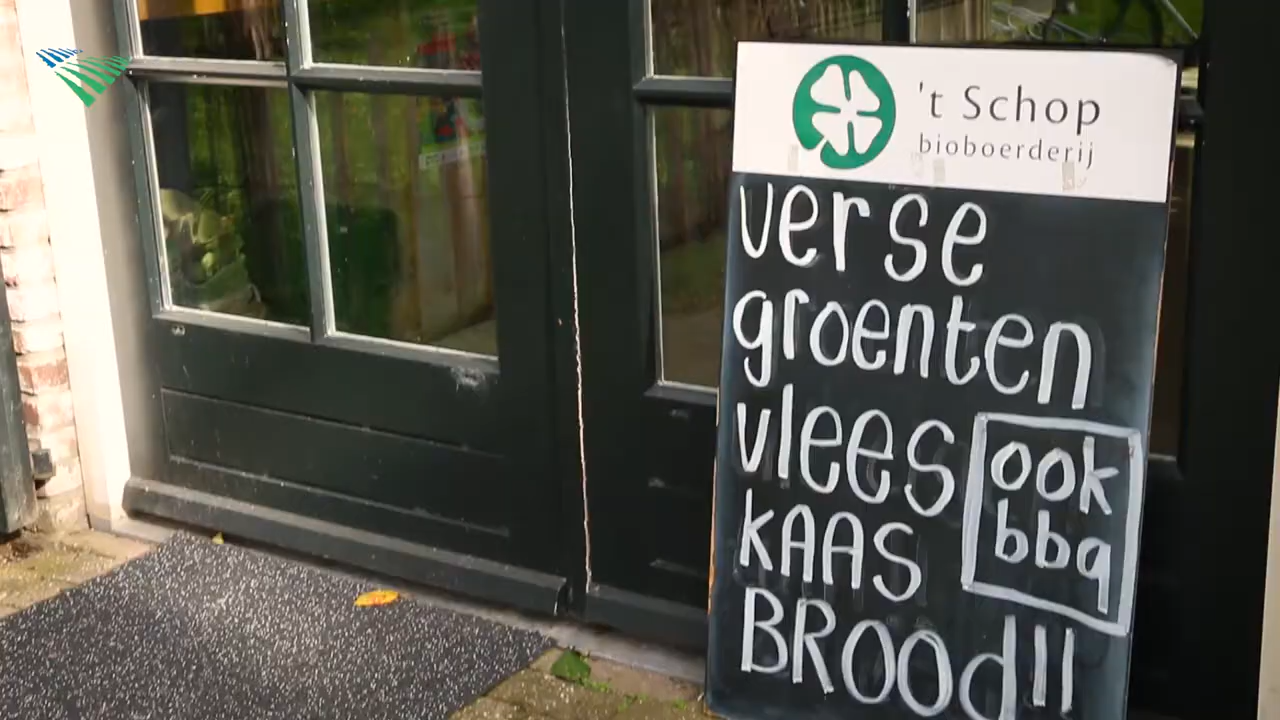 't Schop
bioboerderij
verse
groenten
vlees
ook
bbq
KAAS
BROOd!!